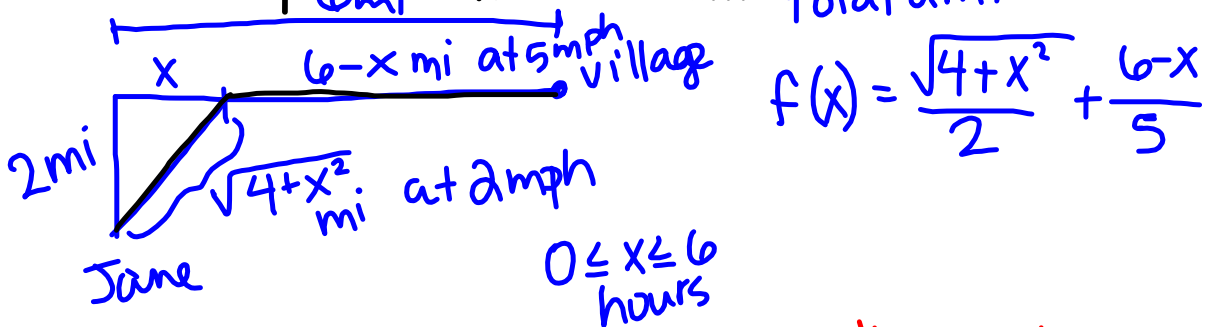 6mi
x 6-x mi at 5mph
village
f(x) = √(4+x²)/2 + (6-x)/5
2mi
√(4+x²) mi at 2mph
Jane
0 ≤ x ≤ 6
hours